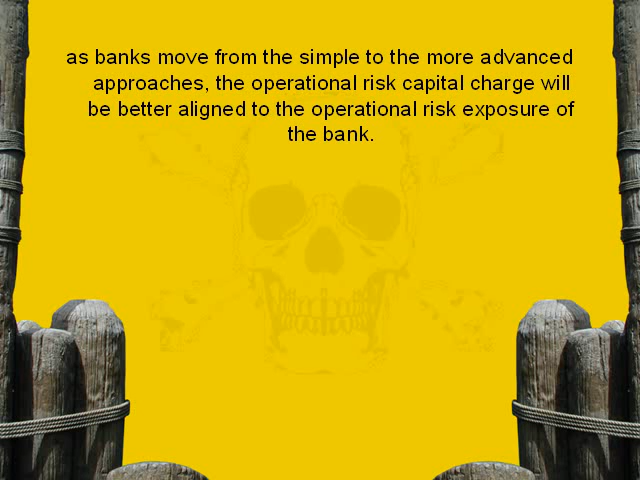 as banks move from the simple to the more advanced
approaches, the operational risk capital charge will
be better aligned to the operational risk exposure of
the bank.